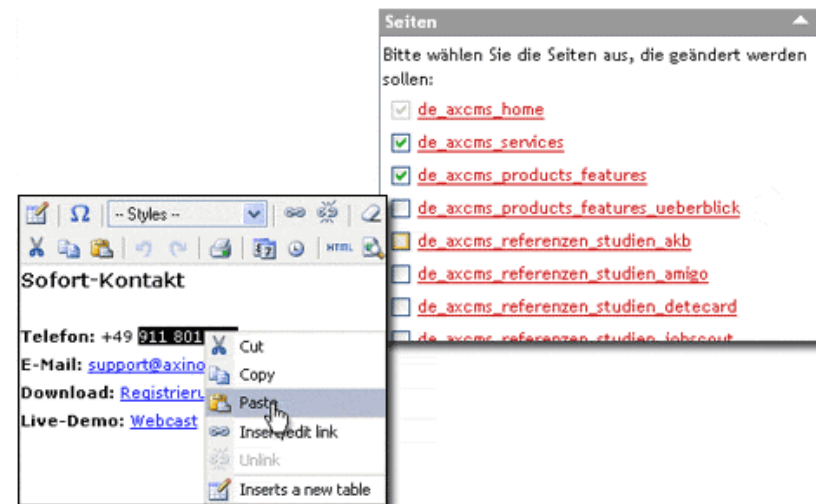 Seiten
Bitte wählen Sie die Seiten aus, die geändert werden
sollen:
de_axcms_home
de_axcms_services
de_axcms_products_features
de_axcms_products_features_ueberblick
de_axcms_referenzen_studien_akb
de_axcms_referenzen_studien_amigo
de_axcms_referenzen_studien_detecard
de_axcms_referenzen_studien_jobscout
Ω -- Styles --
HTML
Sofort-Kontakt
Telefon: +49 911 801
E-Mail: support@axino
Download: Registrieru
Live-Demo: Webcast
Cut
Copy
Paste
Insert/edit link
Unlink
Inserts a new table